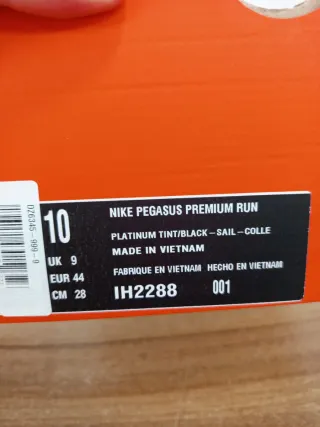 NIKE PEGASUS PREMIUM RUN
10
PLATINUM TINT/BLACK-SAIL-COLLE
MADE IN VIETNAM
UK 9
FABRIQUE EN VIETNAM HECHO EN VIETNAM
EUR 44
CM 28
IH2288 001